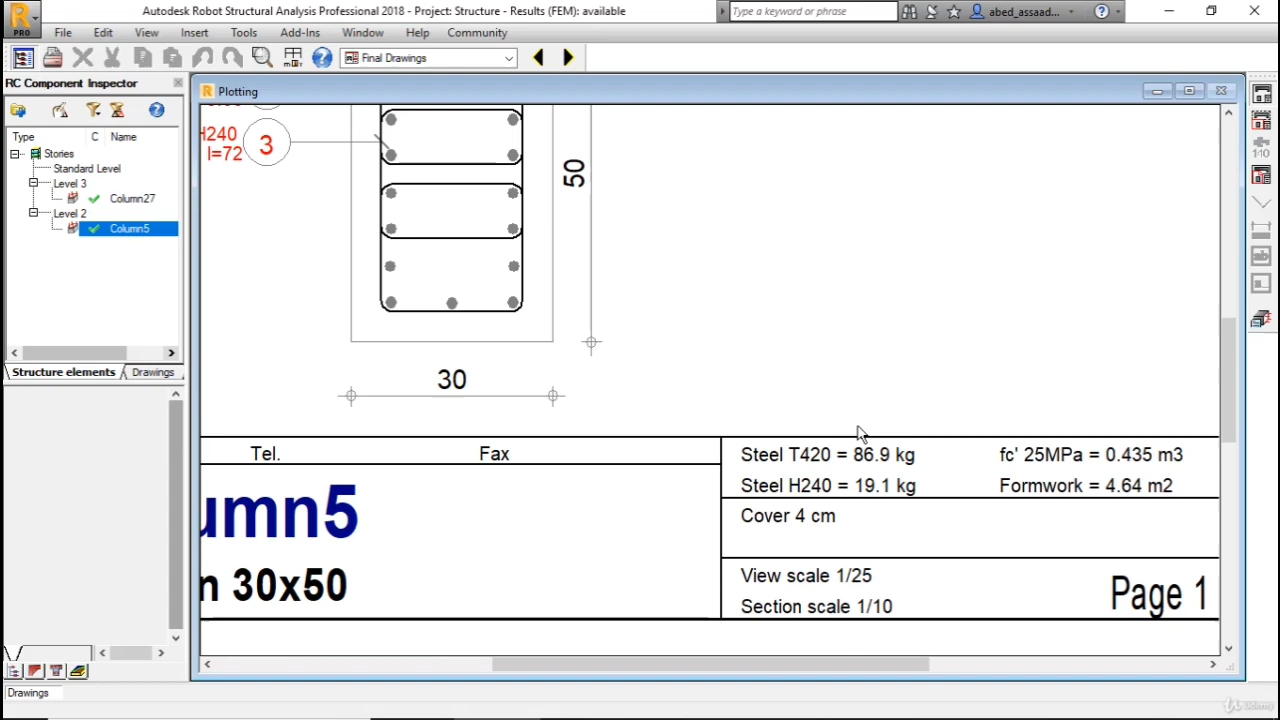 Autodesk Robot Structural Analysis Professional 2018 - Project: Structure - Results (FEM): available
Type a keyword or phrase
abed_assaad...
PRO
File Edit View Insert Tools Add-Ins Window Help Community
Final Drawings
RC Component Inspector
Type C Name
Stories
Standard Level
Level 3
Column27
Level 2
Column5
Structure elements
Drawings
Plotting
H240
l=72
3
50
30
Tel. Fax
umn5
n 30x50
Steel T420 = 86.9 kg fc' 25MPa = 0.435 m3
Steel H240 = 19.1 kg Formwork = 4.64 m2
Cover 4 cm
View scale 1/25
Section scale 1/10
Page 1
Drawings
Udemy